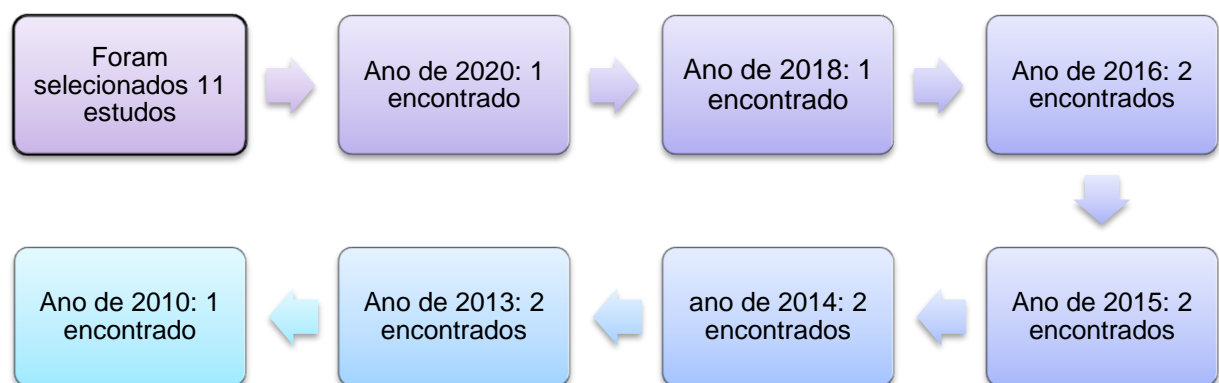 Foram
selecionados 11
estudos
Ano de 2020: 1
encontrado
Ano de 2018: 1
encontrado
Ano de 2016: 2
encontrados
Ano de 2015: 2
encontrados
ano de 2014: 2
encontrados
Ano de 2013: 2
encontrados
Ano de 2010: 1
encontrado